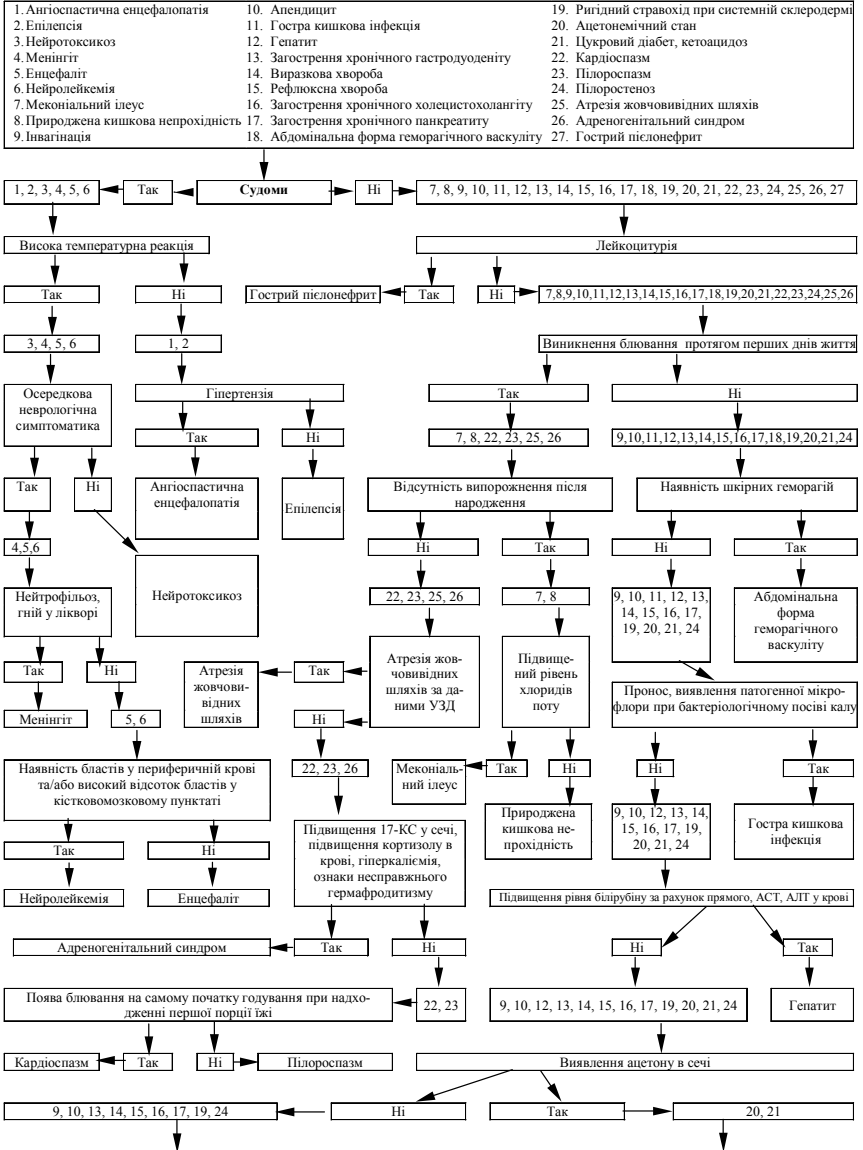 1. Ангіоспастична енцефалопатія
2. Епілепсія
3. Нейротоксикоз
4. Менінгіт
5. Енцефаліт
6. Нейролейкемія
7. Меконіальний ілеус
8. Природжена кишкова непрохідність
9. Інвагінація
10. Апендицит
11. Гостра кишкова інфекція
12. Гепатит
13. Загострення хронічного гастродуоденіту
14. Виразкова хвороба
15. Рефлюксна хвороба
16. Загострення хронічного холецистохолангіту
17. Загострення хронічного панкреатиту
18. Абдомінальна форма геморагічного васкуліту
19. Ригідний стравохід при системній склеродермі
20. Ацетонемічний стан
21. Цукровий діабет, кетоацидоз
22. Кардіоспазм
23. Пілороспазм
24. Пілоростеноз
25. Атрезія жовчовивідних шляхів
26. Адреногенітальний синдром
27. Гострий пієлонефрит
1, 2, 3, 4, 5, 6
Так
Судоми
Ні
7, 8, 9, 10, 11, 12, 13, 14, 15, 16, 17, 18, 19, 20, 21, 22, 23, 24, 25, 26, 27
Висока температурна реакція
Лейкоцитурія
Так
Ні
Гострий пієлонефрит
Так
Ні
7,8,9,10,11,12,13,14,15,16,17,18,19,20,21,22,23,24,25,26
3, 4, 5, 6
1, 2
Виникнення блювання протягом перших днів життя
Осередкова
неврологічна
симптоматика
Гіпертензія
Так
Ні
Так
Ні
7, 8, 22, 23, 25, 26
9,10,11,12,13,14,15,16,17,18,19,20,21,24
Так
Ні
Ангіоспастична
енцефалопатія
Епілепсія
Відсутність випорожнення після
народження
Наявність шкірних геморагій
4,5,6
Ні
Так
Ні
Так
Нейтрофільоз,
гній у лікворі
Нейротоксикоз
22, 23, 25, 26
7, 8
9, 10, 11, 12, 13,
14, 15, 16, 17,
19, 20, 21, 24
Абдомінальна
форма
геморагічного
васкуліту
Так
Ні
Атрезія
жовчови-
відних
шляхів
Так
Ні
Атрезія жов-
човивідних
шляхів за да-
ними УЗД
Підвище-
ний рівень
хлоридів
поту
Пронос, виявлення патогенної мікро-
флори при бактеріологічному посіві калу
Менінгіт
5, 6
Наявність бластів у периферичній крові
та/або високий відсоток бластів у
кістковомозковому пунктаті
22, 23, 26
Меконіаль-
ний ілеус
Так
Ні
Ні
Так
Природжена
кишкова не-
прохідність
9, 10, 12, 13, 14,
15, 16, 17, 19,
20, 21, 24
Гостра кишкова
інфекція
Підвищення 17-КС у сечі,
підвищення кортизолу в
крові, гіперкаліємія,
ознаки несправжнього
гермафродитизму
Так
Ні
Нейролейкемія
Енцефаліт
Підвищення рівня білірубіну за рахунок прямого, АСТ, АЛТ у крові
Адреногенітальний синдром
Так
Ні
Ні
Так
Поява блювання на самому початку годування при надхо-
дженні першої порції їжі
22, 23
9, 10, 12, 13, 14, 15, 16, 17, 19, 20, 21, 24
Гепатит
Кардіоспазм
Так
Ні
Пілороспазм
Виявлення ацетону в сечі
9, 10, 13, 14, 15, 16, 17, 19, 24
Ні
Так
20, 21